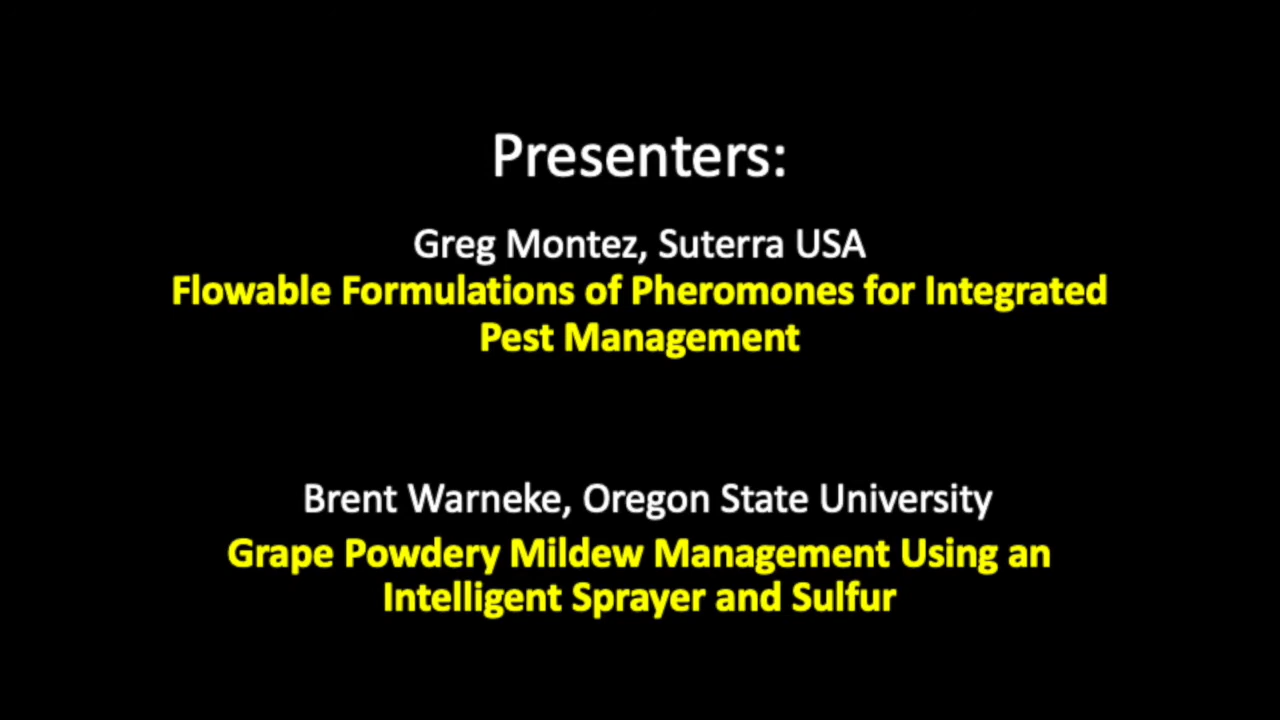 Presenters:
Greg Montez, Suterra USA
Flowable Formulations of Pheromones for Integrated
Pest Management
Brent Warneke, Oregon State University
Grape Powdery Mildew Management Using an
Intelligent Sprayer and Sulfur